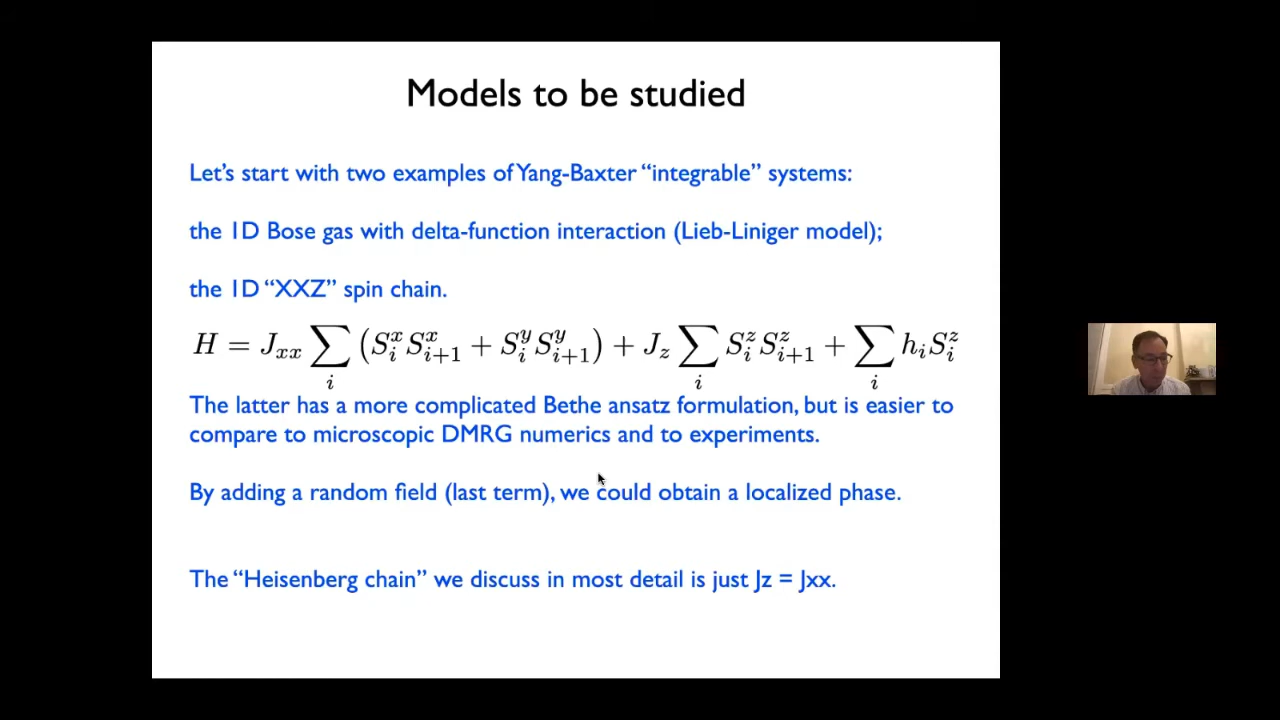 Models to be studied
Let's start with two examples of Yang-Baxter “integrable” systems:
the 1D Bose gas with delta-function interaction (Lieb-Liniger model);
the 1D “XXZ” spin chain.
$H = J_{xx} \sum_i \left( S_i^x S_{i+1}^x + S_i^y S_{i+1}^y \right) + J_z \sum_i S_i^z S_{i+1}^z + \sum_i h_i S_i^z$
The latter has a more complicated Bethe ansatz formulation, but is easier to
compare to microscopic DMRG numerics and to experiments.
By adding a random field (last term), we could obtain a localized phase.
The “Heisenberg chain” we discuss in most detail is just Jz = Jxx.